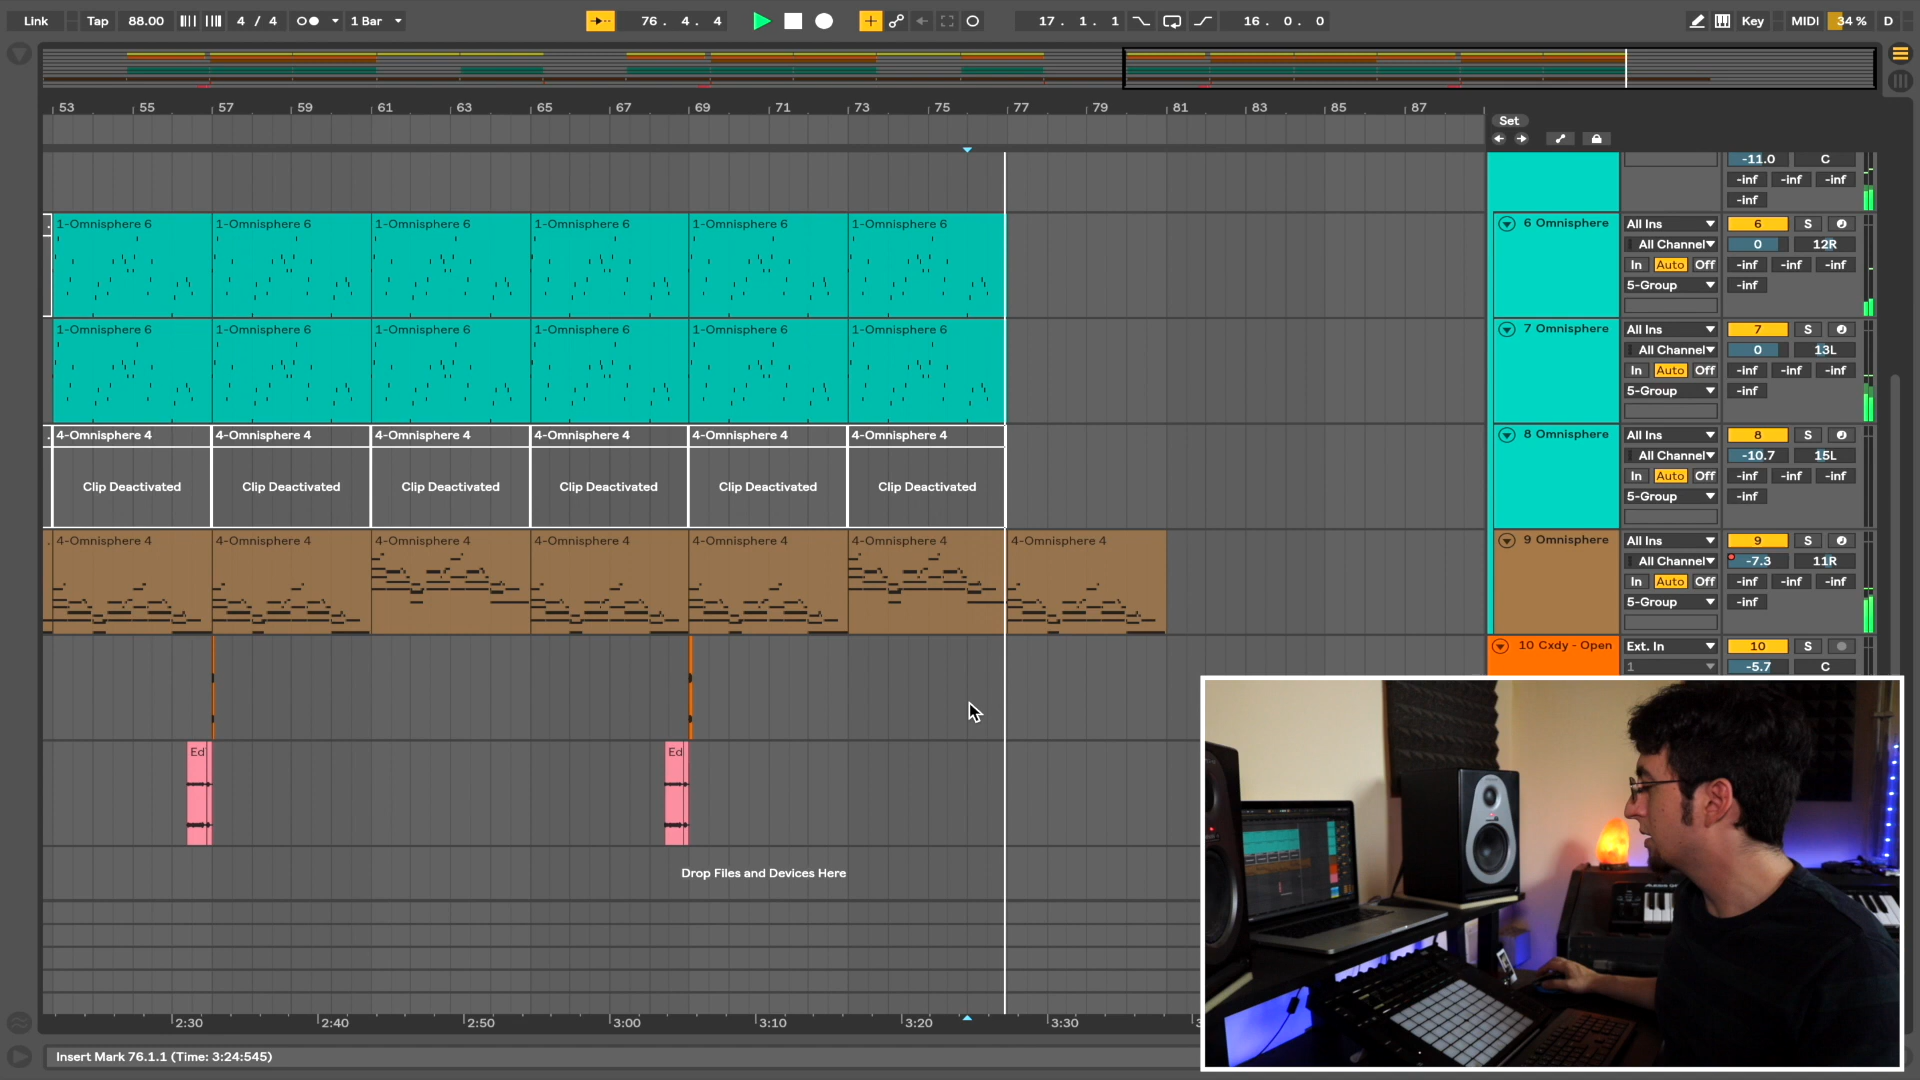 Link Tap 88.00 4 / 4 1 Bar 76. 4. 4 17. 1. 1 16. 0. 0 Key MIDI 34 % D
53 55 57 59 61 63 65 67 69 71 73 75 77 79 81 83 85 87
Set
-11.0 C
-inf -inf -inf
-inf
1-Omnisphere 6 1-Omnisphere 6 1-Omnisphere 6 1-Omnisphere 6 1-Omnisphere 6 1-Omnisphere 6 6 Omnisphere All Ins 6 S
All Channel 0 12R
In Auto Off -inf -inf -inf
5-Group -inf
1-Omnisphere 6 1-Omnisphere 6 1-Omnisphere 6 1-Omnisphere 6 1-Omnisphere 6 1-Omnisphere 6 7 Omnisphere All Ins 7 S
All Channel 0 13L
In Auto Off -inf -inf -inf
5-Group -inf
4-Omnisphere 4 4-Omnisphere 4 4-Omnisphere 4 4-Omnisphere 4 4-Omnisphere 4 4-Omnisphere 4 8 Omnisphere All Ins 8 S
All Channel -10.7 15L
In Auto Off -inf -inf -inf
Clip Deactivated Clip Deactivated Clip Deactivated Clip Deactivated Clip Deactivated Clip Deactivated
5-Group -inf
4-Omnisphere 4 4-Omnisphere 4 4-Omnisphere 4 4-Omnisphere 4 4-Omnisphere 4 4-Omnisphere 4 4-Omnisphere 4 9 Omnisphere All Ins 9 S
All Channel -7.3 11R
In Auto Off -inf -inf -inf
5-Group -inf
10 Cxdy - Open Ext. In 10 S
1 -5.7 C
Ed Ed
Drop Files and Devices Here
2:30 2:40 2:50 3:00 3:10 3:20 3:30
Insert Mark 76.1.1 (Time: 3:24:545)